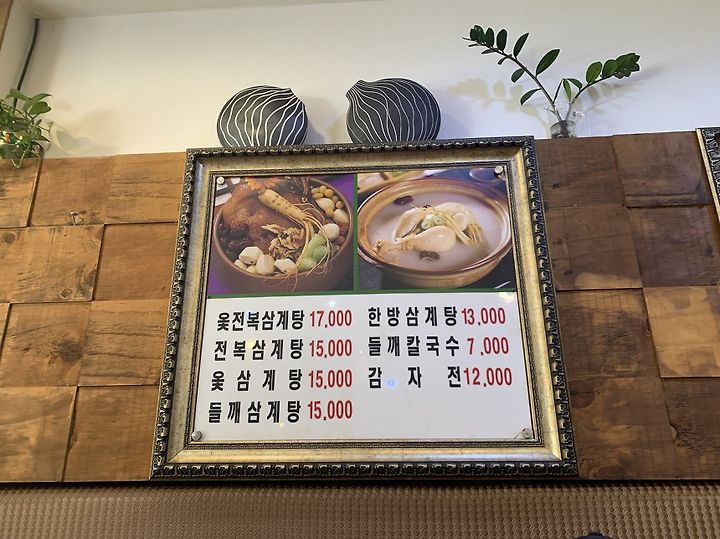 옻전복삼계탕 17,000
전복삼계탕 15,000
옻삼계탕 15,000
들깨삼계탕 15,000
한방삼계탕 13,000
들깨칼국수 7,000
감자전 12,000